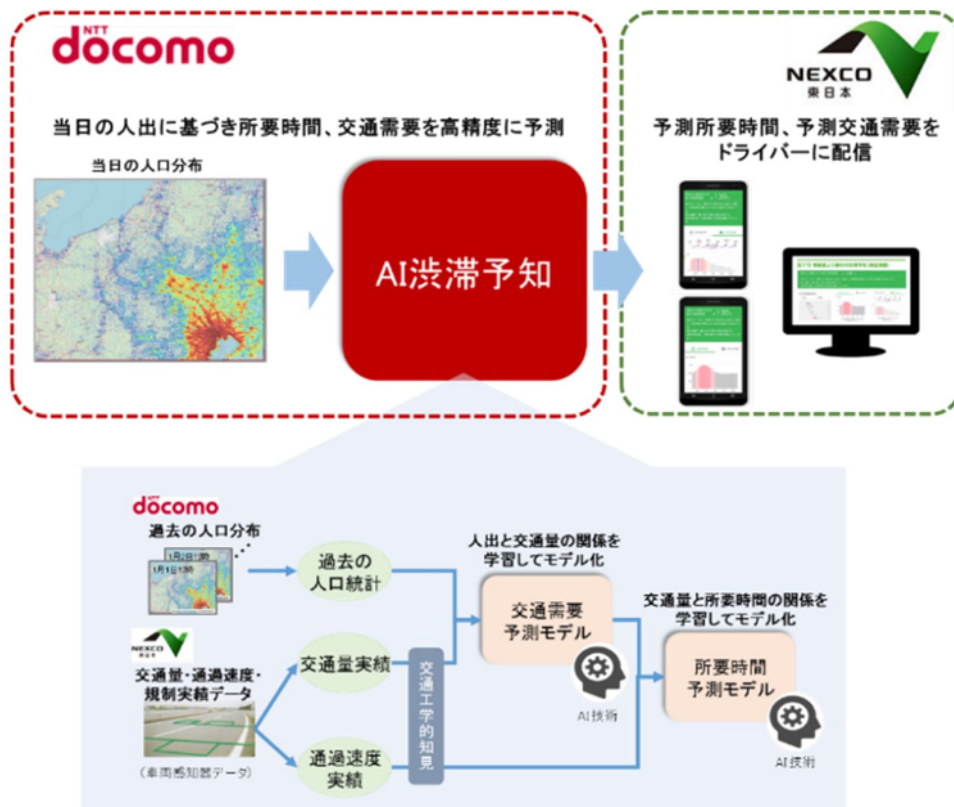 NTT
döcomo
当日の人出に基づき所要時間、交通需要を高精度に予測
当日の人口分布
AI渋滞予知
NEXCO
東日本
予測所要時間、予測交通需要を
ドライバーに配信
NTT
döcomo
過去の人口分布
1月2日12時
1月1日12時
過去の
人口統計
NEXCO
東日本
交通量・通過速度・
規制実績データ
(車両感知器データ)
交通量実績
通過速度
実績
交通工学的知見
人出と交通量の関係を
学習してモデル化
交通需要
予測モデル
AI技術
交通量と所要時間の関係を
学習してモデル化
所要時間
予測モデル
AI技術